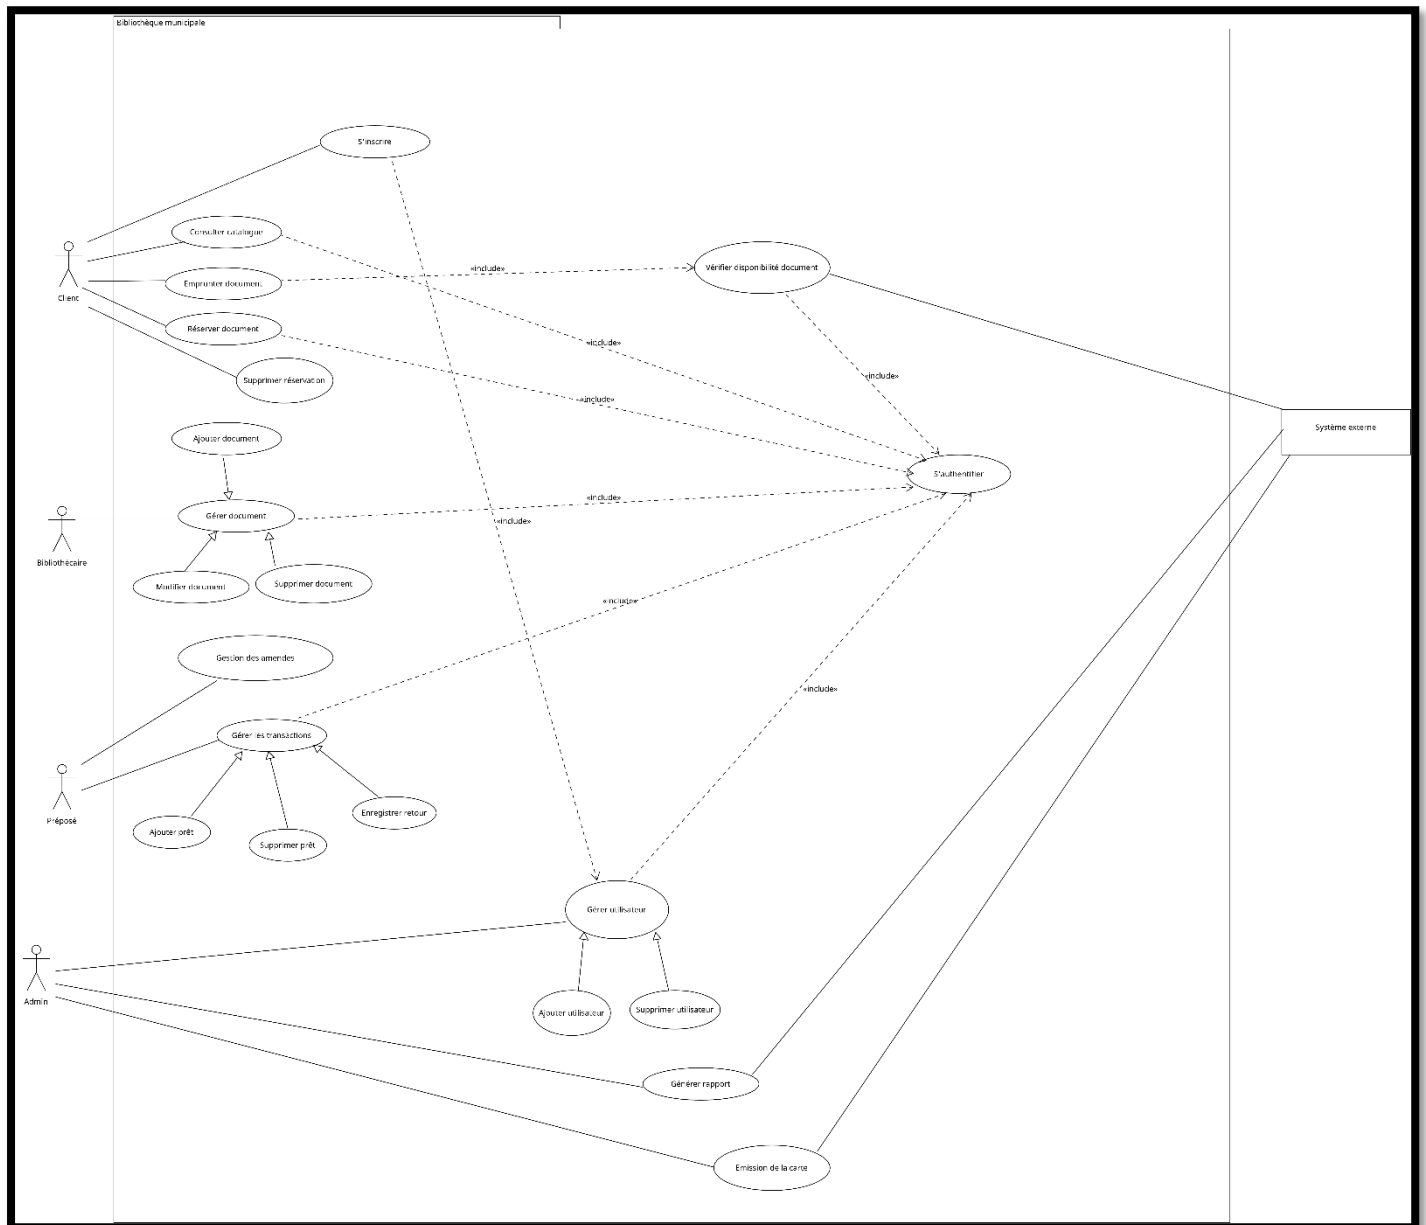 Bibliothèque municipale
S'inscrire
Consulter catalogue
Emprunter document
«include»
Vérifier disponibilité document
Client
Réserver document
«include»
Supprimer réservation
«include»
«include»
Système externe
Ajouter document
S'authentifier
Gérer document
«include»
«include»
Bibliothécaire
Modifier document
Supprimer document
«include»
Gestion des amendes
«include»
Gérer les transactions
Préposé
Ajouter prêt
Supprimer prêt
Enregistrer retour
Gérer utilisateur
Admin
Ajouter utilisateur
Supprimer utilisateur
Générer rapport
Emission de la carte